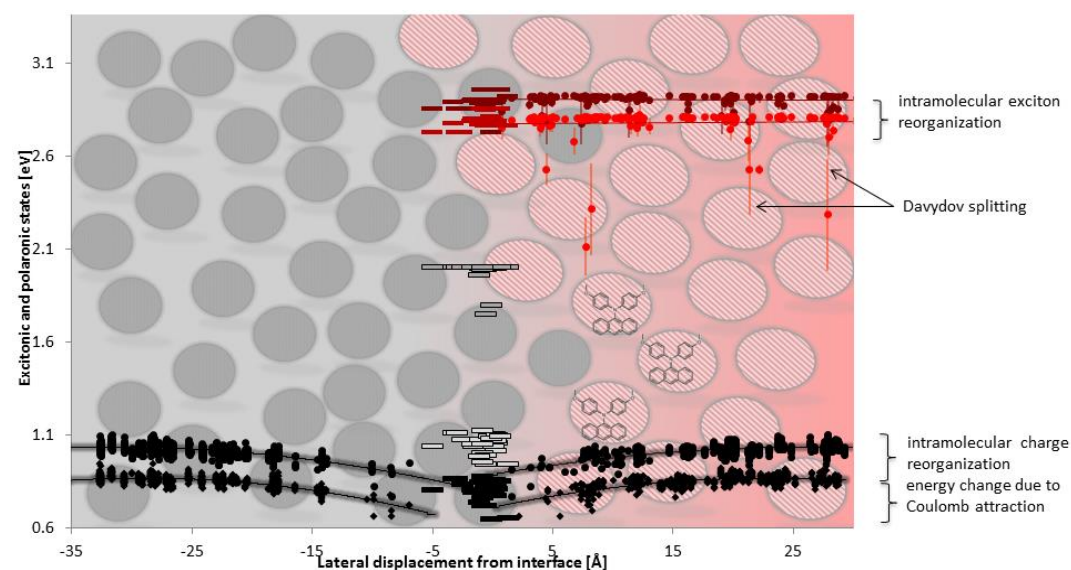 Excitonic and polaronic states [eV]
3.1
2.6
2.1
1.6
1.1
0.6
-35
-25
-15
-5
5
15
25
Lateral displacement from interface [Å]
intramolecular exciton
reorganization
Davydov splitting
intramolecular charge
reorganization
energy change due to
Coulomb attraction